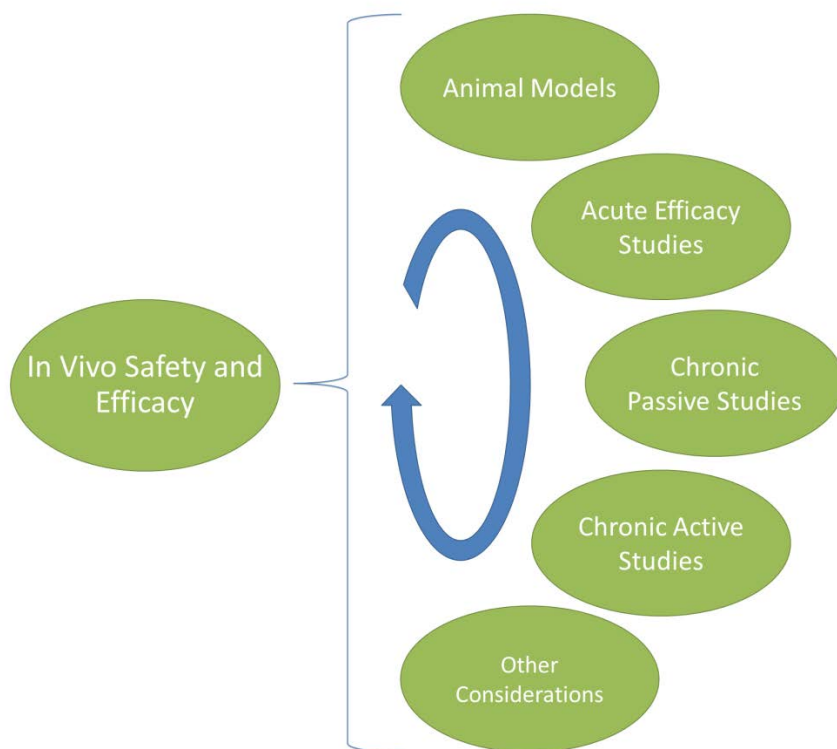 Animal Models
Acute Efficacy
Studies
In Vivo Safety and
Efficacy
Chronic
Passive Studies
Chronic Active
Studies
Other
Considerations